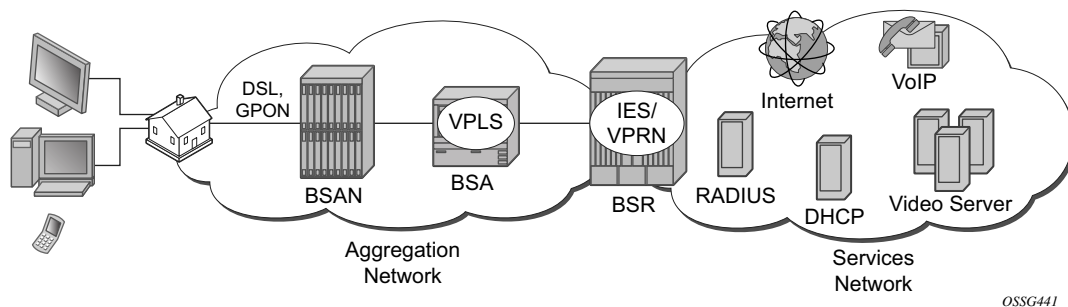 DSL,
GPON
BSAN
VPLS
BSA
IES/
VPRN
BSR
Internet
VoIP
RADIUS
DHCP
Video Server
Aggregation
Network
Services
Network
OSSG441